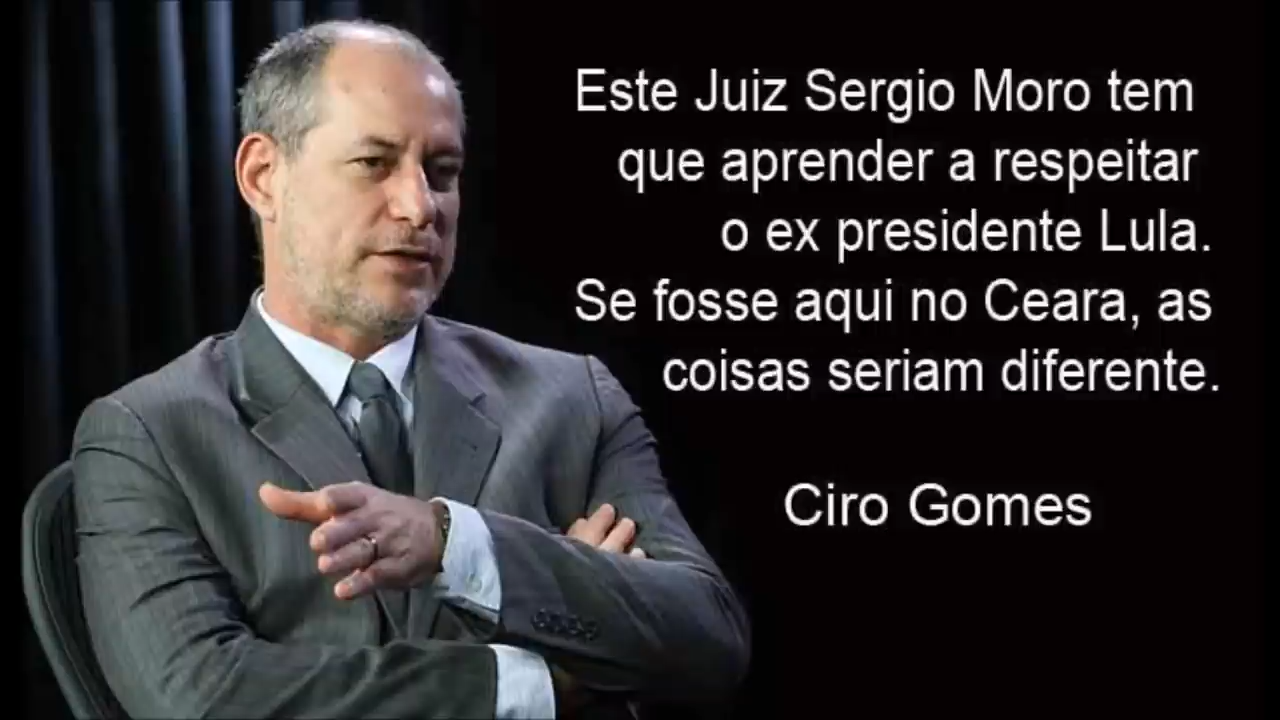 Este Juiz Sergio Moro tem
que aprender a respeitar
o ex presidente Lula.
Se fosse aqui no Ceara, as
coisas seriam diferente.
Ciro Gomes